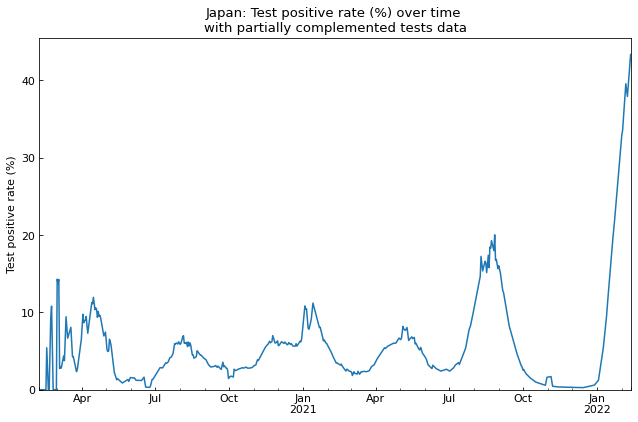 Japan: Test positive rate (%) over time
with partially complemented tests data
Test positive rate (%)
40
30
20
10
0
Apr
Jul
Oct
Jan
2021
Apr
Jul
Oct
Jan
2022